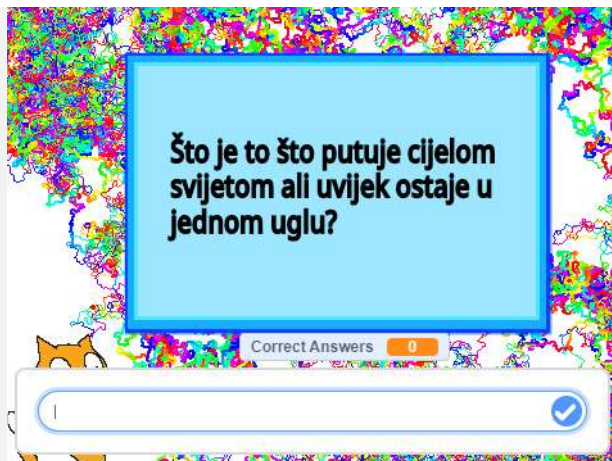 Što je to što putuje cijelom
svijetom ali uvijek ostaje u
jednom uglu?
Correct Answers 0